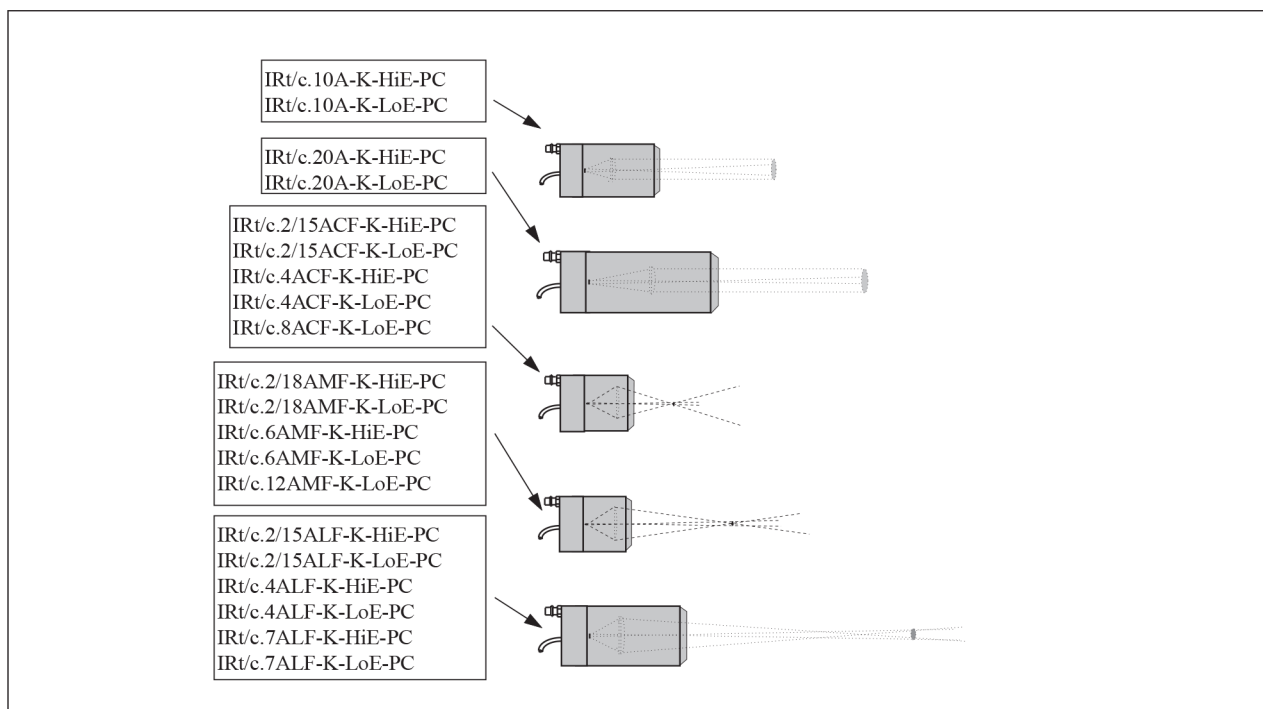 IRt/c.10A-K-HiE-PC
IRt/c.10A-K-LoE-PC
IRt/c.20A-K-HiE-PC
IRt/c.20A-K-LoE-PC
IRt/c.2/15ACF-K-HiE-PC
IRt/c.2/15ACF-K-LoE-PC
IRt/c.4ACF-K-HiE-PC
IRt/c.4ACF-K-LoE-PC
IRt/c.8ACF-K-LoE-PC
IRt/c.2/18AMF-K-HiE-PC
IRt/c.2/18AMF-K-LoE-PC
IRt/c.6AMF-K-HiE-PC
IRt/c.6AMF-K-LoE-PC
IRt/c.12AMF-K-LoE-PC
IRt/c.2/15ALF-K-HiE-PC
IRt/c.2/15ALF-K-LoE-PC
IRt/c.4ALF-K-HiE-PC
IRt/c.4ALF-K-LoE-PC
IRt/c.7ALF-K-HiE-PC
IRt/c.7ALF-K-LoE-PC